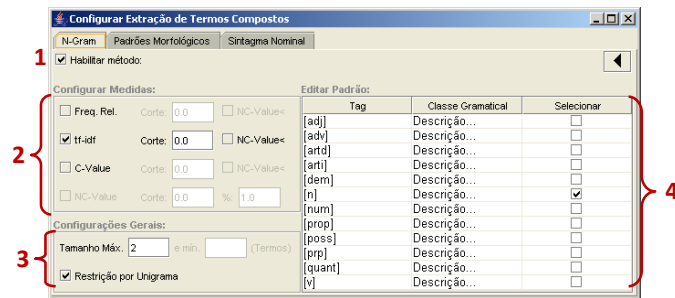 Configurar Extração de Termos Compostos
N-Gram Padrões Morfológicos Sintagma Nominal
1 Habilitar método:
Configurar Medidas: Editar Padrão:
Tag Classe Gramatical Selecionar
Freq. Rel. Corte: 0.0 NC-Value<
[adj] Descrição...
[adv] Descrição...
tf-idf Corte: 0.0 NC-Value<
[artd] Descrição...
[arti] Descrição...
2
C-Value Corte: 0.0 NC-Value<
[dem] Descrição...
[n] Descrição...
4
NC-Value Corte: 0.0 %: 1.0
[num] Descrição...
[prop] Descrição...
Configurações Gerais:
[poss] Descrição...
Tamanho Máx. 2 e mín. (Termos)
[prp] Descrição...
3
[quant] Descrição...
Restrição por Unigrama
[v] Descrição...